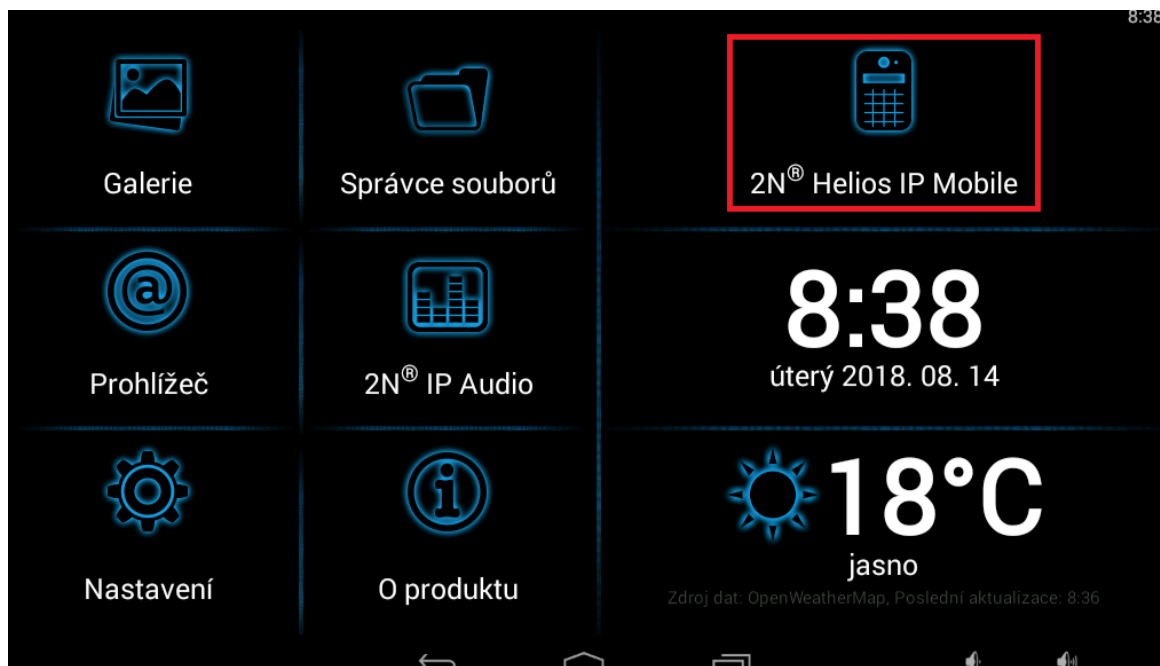 8:38
Galerie
Správce souborů
2N® Helios IP Mobile
Prohlížeč
2N® IP Audio
8:38
úterý 2018. 08. 14
Nastavení
O produktu
18°C
jasno
Zdroj dat: OpenWeatherMap, Poslední aktualizace: 8:36